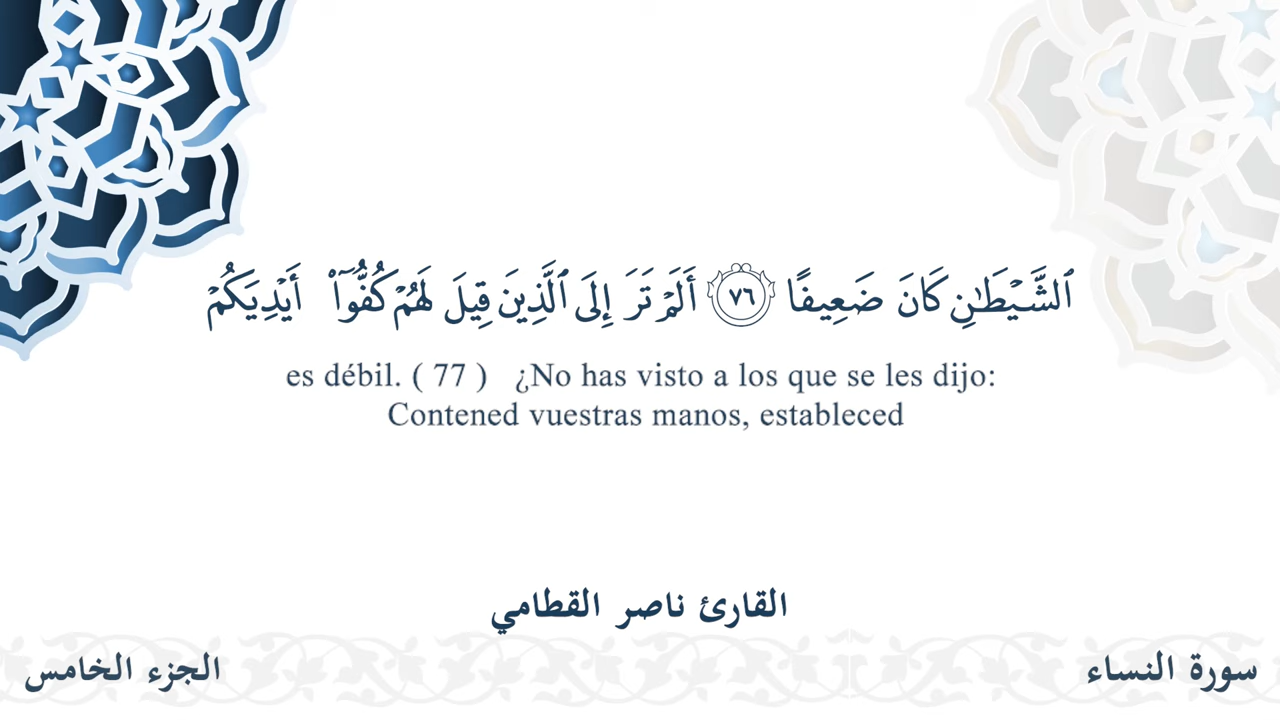 ٱلشَّيۡطَٰنِ كَانَ ضَعِيفًا ٧٦ أَلَمۡ تَرَ إِلَى ٱلَّذِينَ قِيلَ لَهُمۡ كُفُّوٓاْ أَيۡدِيَكُمۡ
es débil. ( 77 ) ¿No has visto a los que se les dijo:
Contened vuestras manos, estableced
القارئ ناصر القطامي
سورة النساء
الجزء الخامس